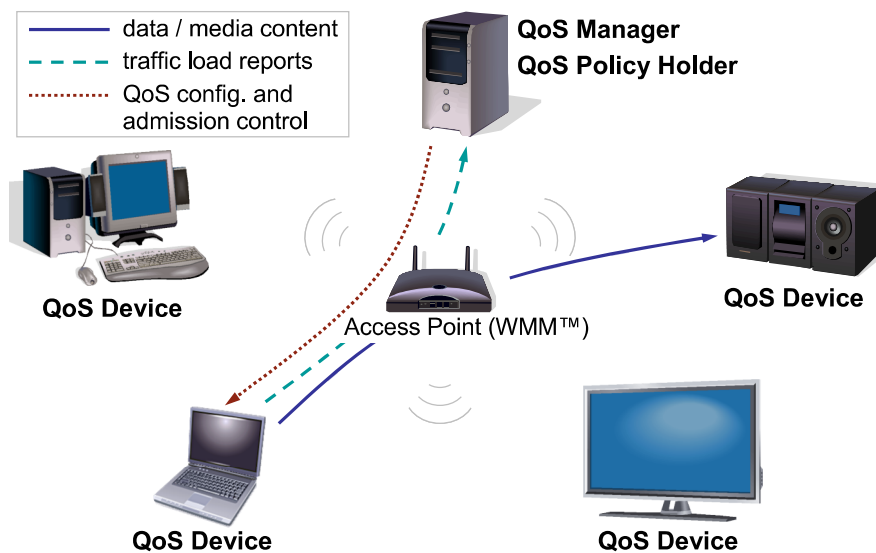 data / media content
traffic load reports
QoS config. and
admission control
QoS Manager
QoS Policy Holder
QoS Device
QoS Device
Access Point (WMM™)
QoS Device
QoS Device